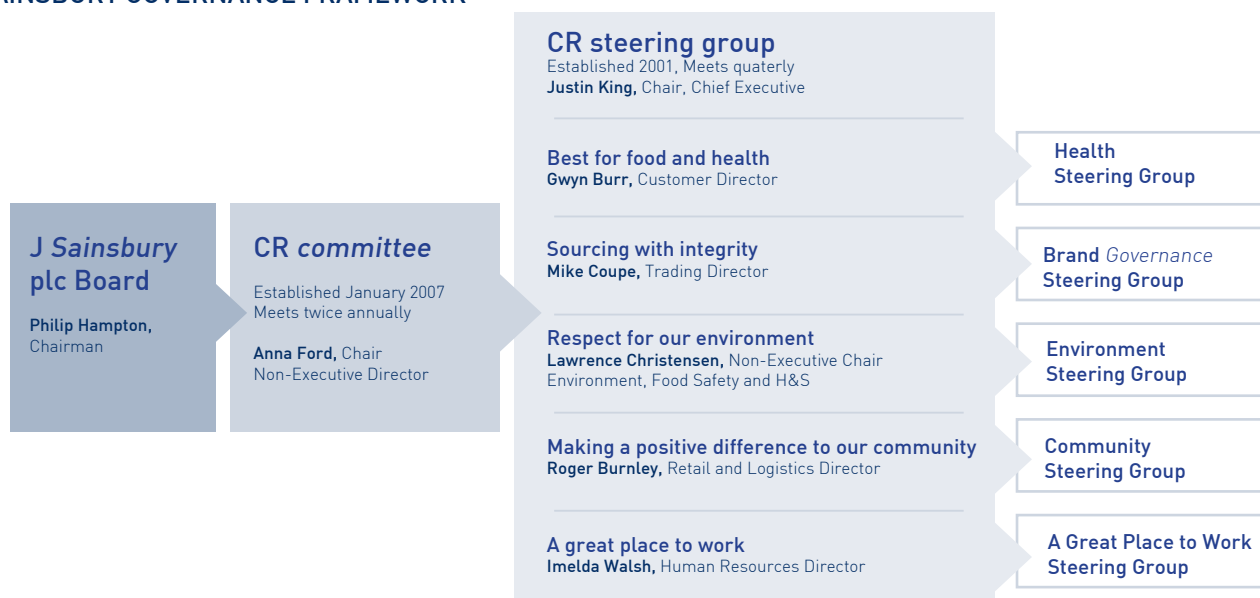 J Sainsbury
plc Board
Philip Hampton,
Chairman
CR committee
Established January 2007
Meets twice annually
Anna Ford, Chair
Non-Executive Director
CR steering group
Established 2001, Meets quaterly
Justin King, Chair, Chief Executive
Best for food and health
Gwyn Burr, Customer Director
Sourcing with integrity
Mike Coupe, Trading Director
Respect for our environment
Lawrence Christensen, Non-Executive Chair
Environment, Food Safety and H&S
Making a positive difference to our community
Roger Burnley, Retail and Logistics Director
A great place to work
Imelda Walsh, Human Resources Director
Health
Steering Group
Brand Governance
Steering Group
Environment
Steering Group
Community
Steering Group
A Great Place to Work
Steering Group